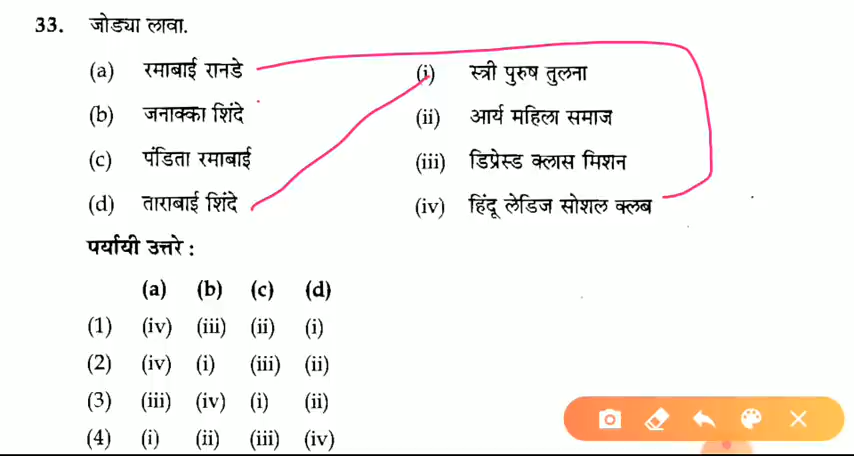 33. जोड्या लावा.
(a) रमाबाई रानडे (i) स्त्री पुरुष तुलना
(b) जनाक्का शिंदे (ii) आर्य महिला समाज
(c) पंडिता रमाबाई (iii) डिप्रेस्ड क्लास मिशन
(d) ताराबाई शिंदे (iv) हिंदू लेडिज सोशल क्लब
पर्यायी उत्तरे :
(a) (b) (c) (d)
(1) (iv) (iii) (ii) (i)
(2) (iv) (i) (iii) (ii)
(3) (iii) (iv) (i) (ii)
(4) (i) (ii) (iii) (iv)